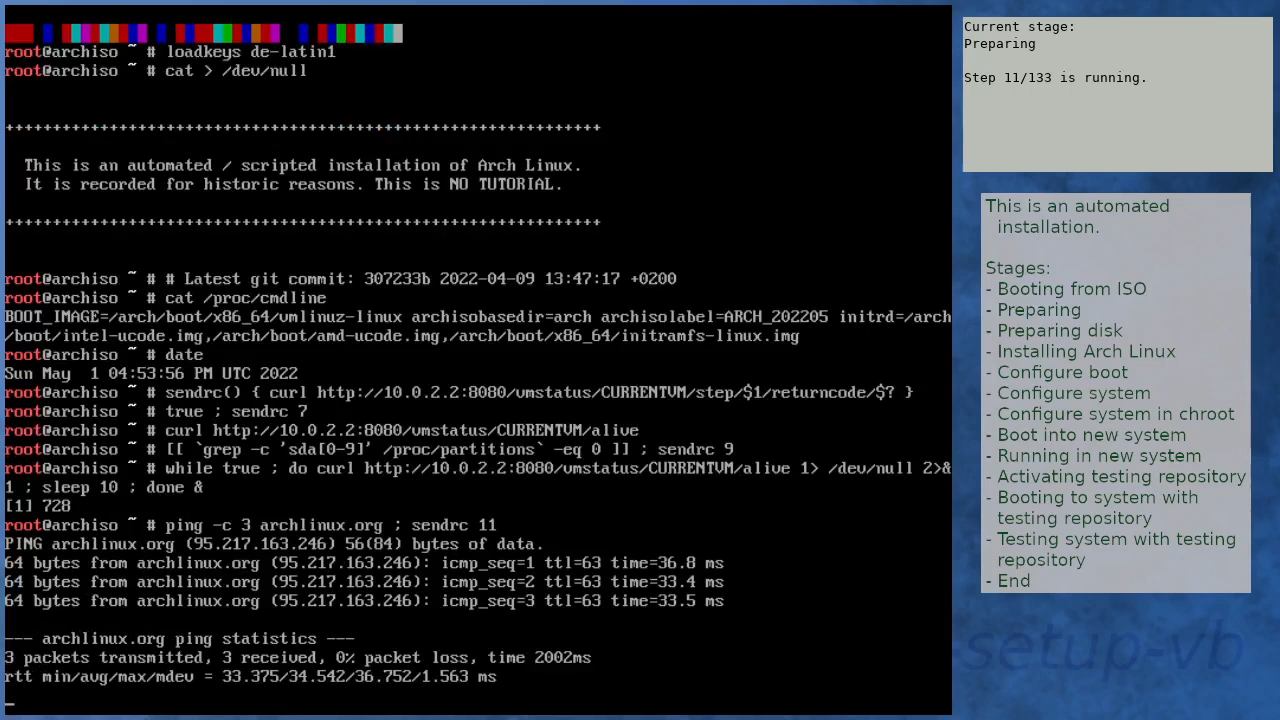 root@archiso ~ # loadkeys de-latin1
root@archiso ~ # cat > /dev/null
+++++++++++++++++++++++++++++++++++++++++++++++++++++++++++++++
This is an automated / scripted installation of Arch Linux.
It is recorded for historic reasons. This is NO TUTORIAL.
+++++++++++++++++++++++++++++++++++++++++++++++++++++++++++++++
root@archiso ~ # # Latest git commit: 307233b 2022-04-09 13:47:17 +0200
root@archiso ~ # cat /proc/cmdline
BOOT_IMAGE=/arch/boot/x86_64/vmlinuz-linux archisobasedir=arch archisolabel=ARCH_202205 initrd=/arch
/boot/intel-ucode.img,/arch/boot/amd-ucode.img,/arch/boot/x86_64/initramfs-linux.img
root@archiso ~ # date
Sun May  1 04:53:56 PM UTC 2022
root@archiso ~ # sendrc() { curl http://10.0.2.2:8080/vmstatus/CURRENTVM/step/$1/returncode/$? }
root@archiso ~ # true ; sendrc 7
root@archiso ~ # curl http://10.0.2.2:8080/vmstatus/CURRENTVM/alive
root@archiso ~ # [[ `grep -c 'sda[0-9]' /proc/partitions` -eq 0 ]] ; sendrc 9
root@archiso ~ # while true ; do curl http://10.0.2.2:8080/vmstatus/CURRENTVM/alive 1> /dev/null 2>&
1 ; sleep 10 ; done &
[1] 728
root@archiso ~ # ping -c 3 archlinux.org ; sendrc 11
PING archlinux.org (95.217.163.246) 56(84) bytes of data.
64 bytes from archlinux.org (95.217.163.246): icmp_seq=1 ttl=63 time=36.8 ms
64 bytes from archlinux.org (95.217.163.246): icmp_seq=2 ttl=63 time=33.4 ms
64 bytes from archlinux.org (95.217.163.246): icmp_seq=3 ttl=63 time=33.5 ms
--- archlinux.org ping statistics ---
3 packets transmitted, 3 received, 0% packet loss, time 2002ms
rtt min/avg/max/mdev = 33.375/34.542/36.752/1.563 ms
Current stage:
Preparing
Step 11/133 is running.
This is an automated
installation.
Stages:
- Booting from ISO
- Preparing
- Preparing disk
- Installing Arch Linux
- Configure boot
- Configure system
- Configure system in chroot
- Boot into new system
- Running in new system
- Activating testing repository
- Booting to system with
testing repository
- Testing system with testing
repository
- End
-setup-vb